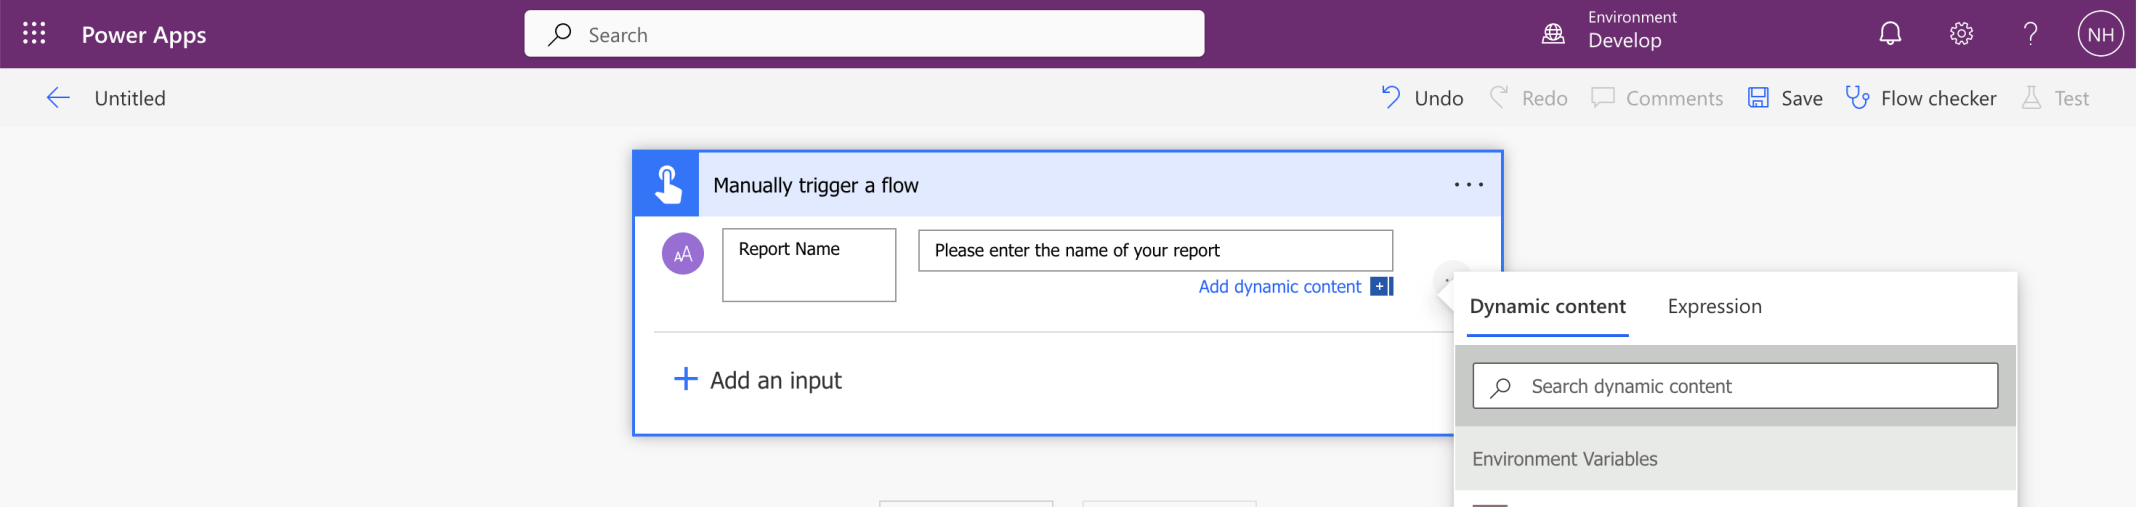 Power Apps
Search
Environment
Develop
NH
Untitled
Undo
Redo
Comments
Save
Flow checker
Test
Manually trigger a flow
AA
Report Name
Please enter the name of your report
Add dynamic content
Dynamic content
Expression
Search dynamic content
Add an input
Environment Variables